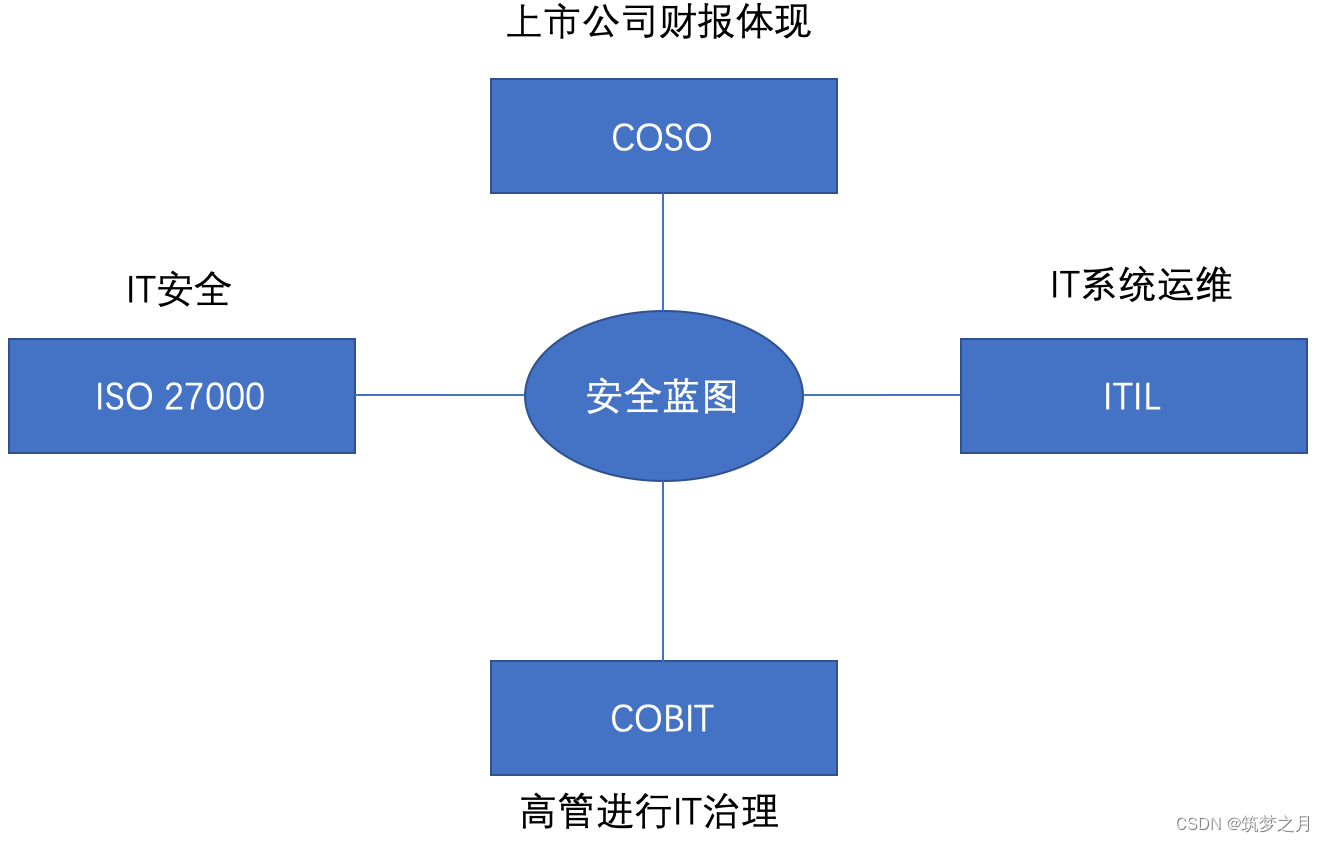 上市公司财报体现
COSO
IT安全
IT系统运维
ISO 27000
安全蓝图
ITIL
COBIT
高管进行IT治理
CSDN @筑梦之月